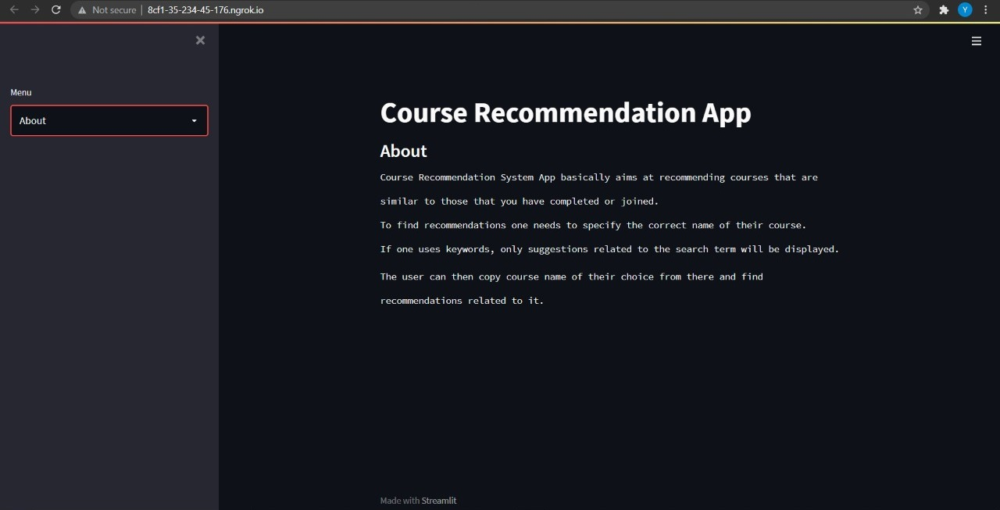 Not secure | 8cf1-35-234-45-176.ngrok.io
Y
Menu
About
Course Recommendation App
About
Course Recommendation System App basically aims at recommending courses that are
similar to those that you have completed or joined.
To find recommendations one needs to specify the correct name of their course.
If one uses keywords, only suggestions related to the search term will be displayed.
The user can then copy course name of their choice from there and find
recommendations related to it.
Made with Streamlit